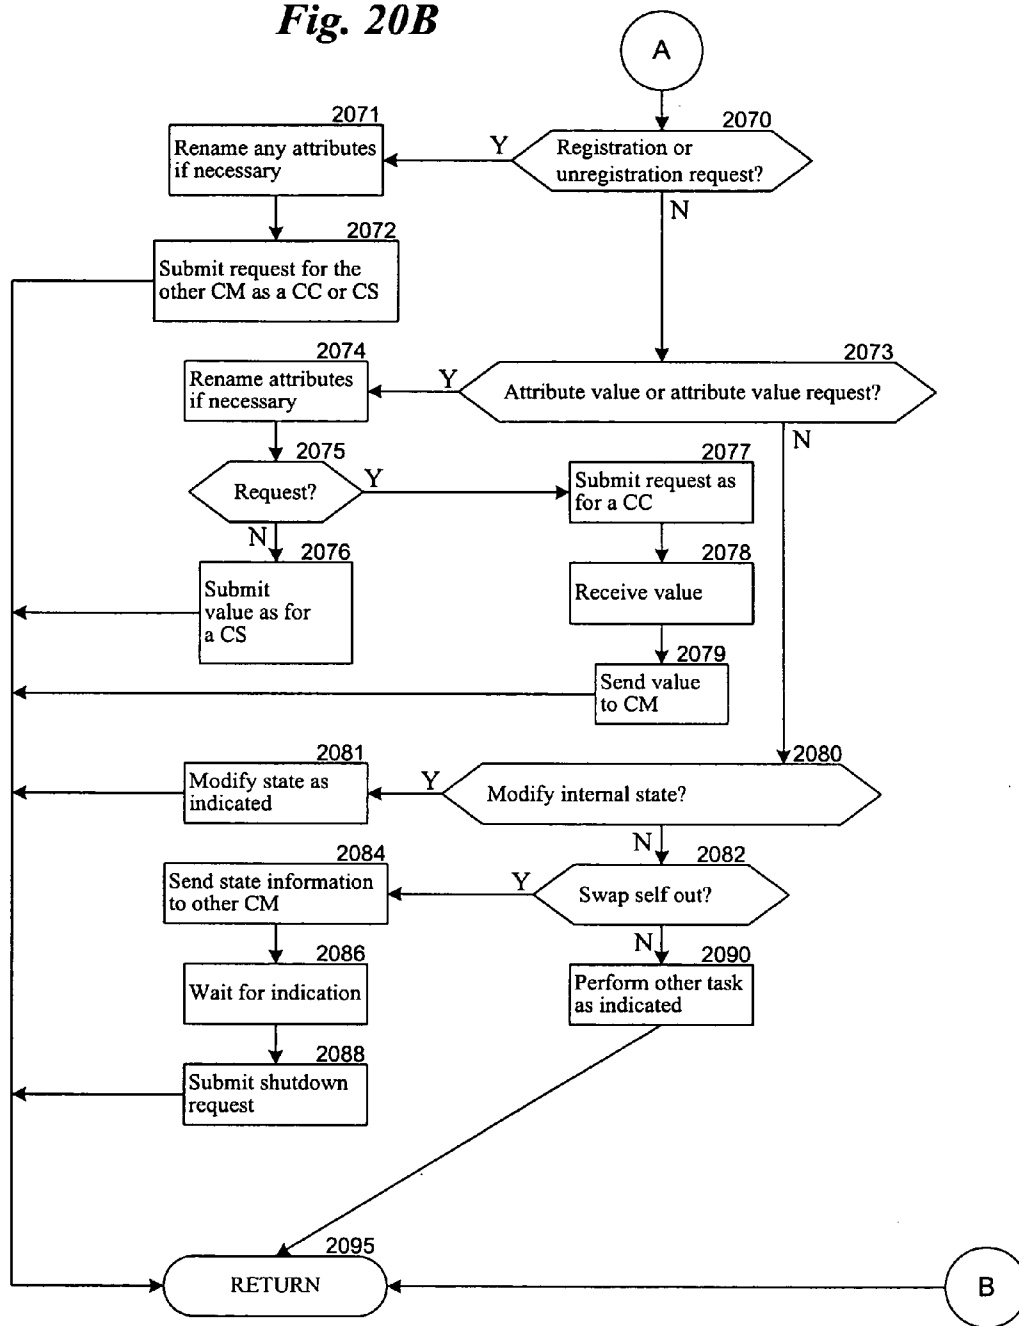 Fig. 20B
A
2070
Registration or
unregistration request?
Y
N
2071
Rename any attributes
if necessary
2072
Submit request for the
other CM as a CC or CS
2073
Attribute value or attribute value request?
Y
N
2074
Rename attributes
if necessary
2075
Request?
Y
N
2076
Submit
value as for
a CS
2077
Submit request as
for a CC
2078
Receive value
2079
Send value
to CM
2080
Modify internal state?
Y
N
2081
Modify state as
indicated
2082
Swap self out?
Y
N
2084
Send state information
to other CM
2086
Wait for indication
2088
Submit shutdown
request
2090
Perform other task
as indicated
2095
RETURN
B